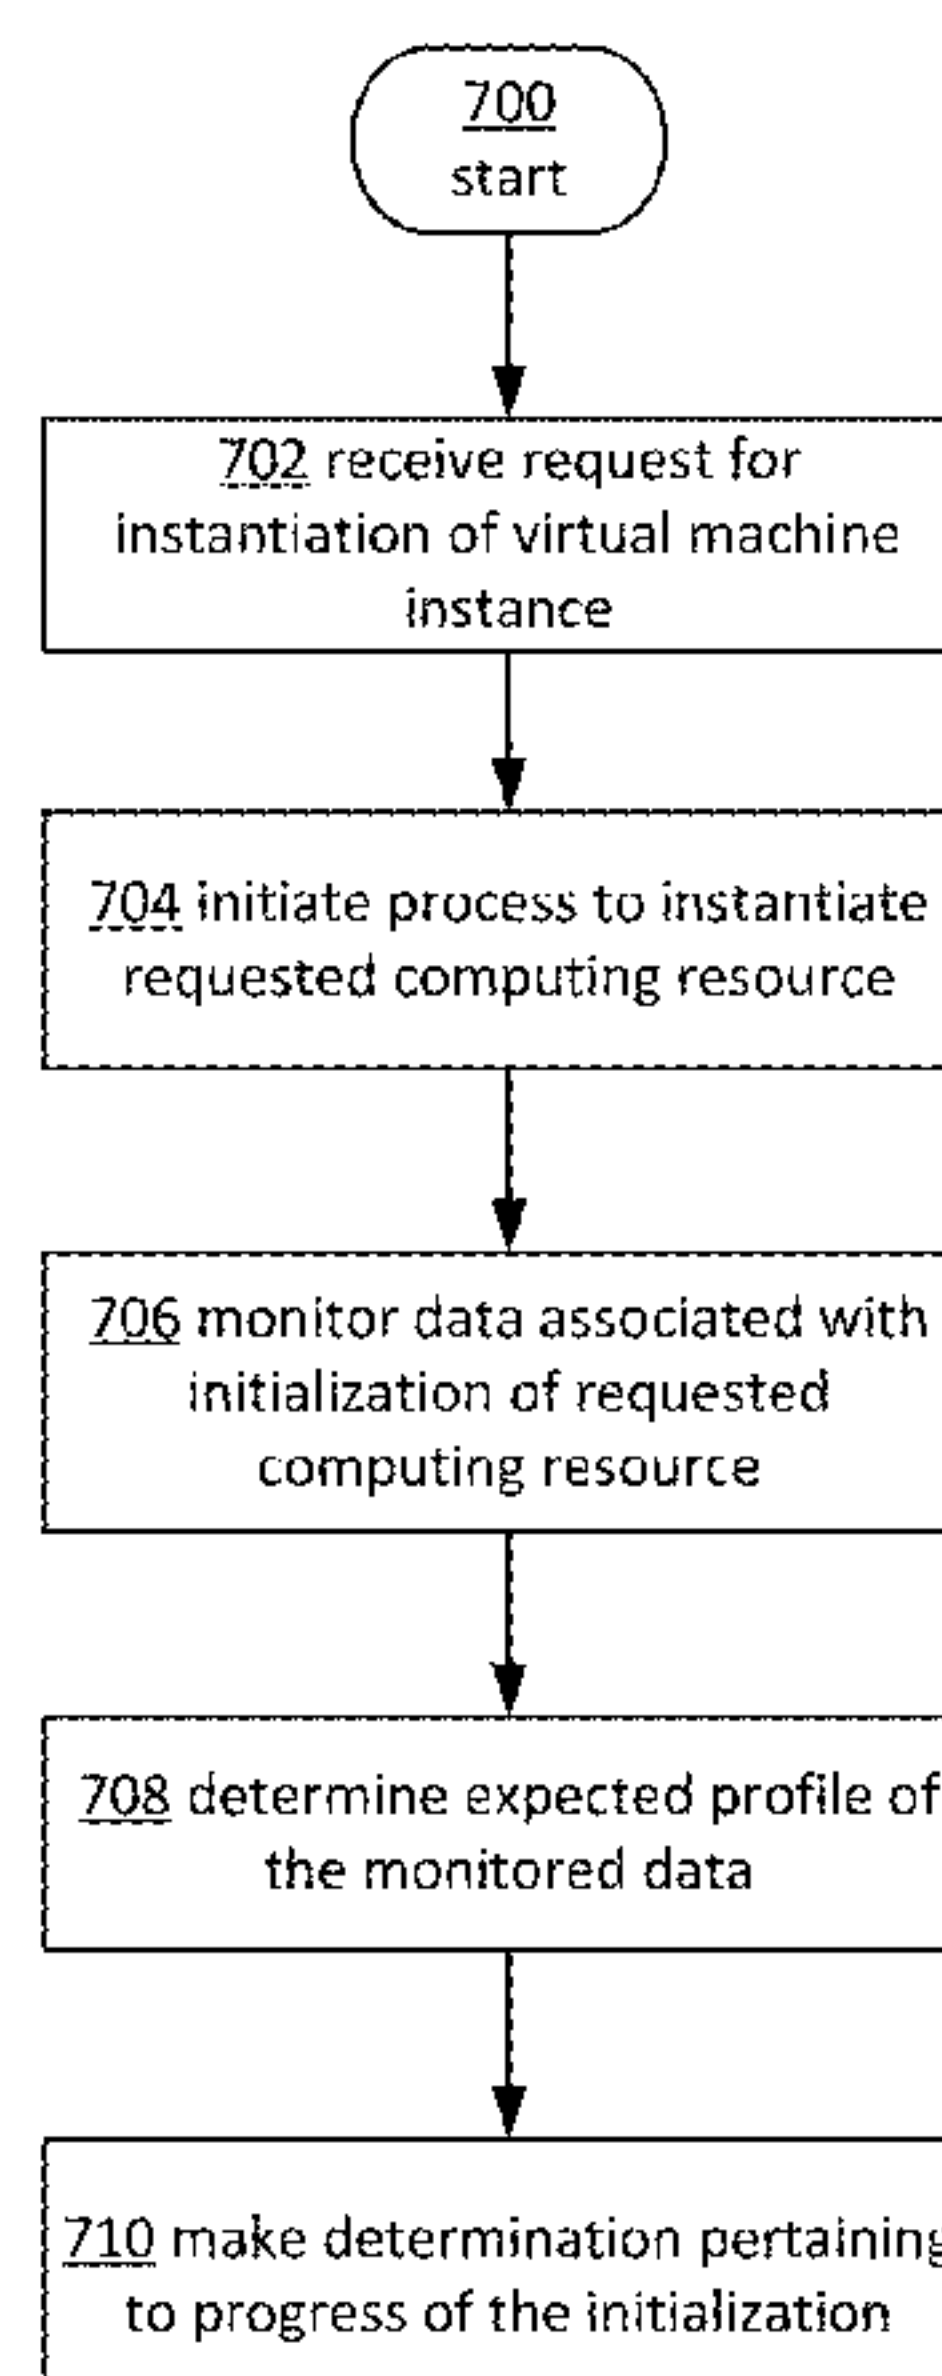 700
start
702 receive request for
instantiation of virtual machine
instance
704 initiate process to instantiate
requested computing resource
706 monitor data associated with
initialization of requested
computing resource
708 determine expected profile of
the monitored data
710 make determination pertaining
to progress of the initialization